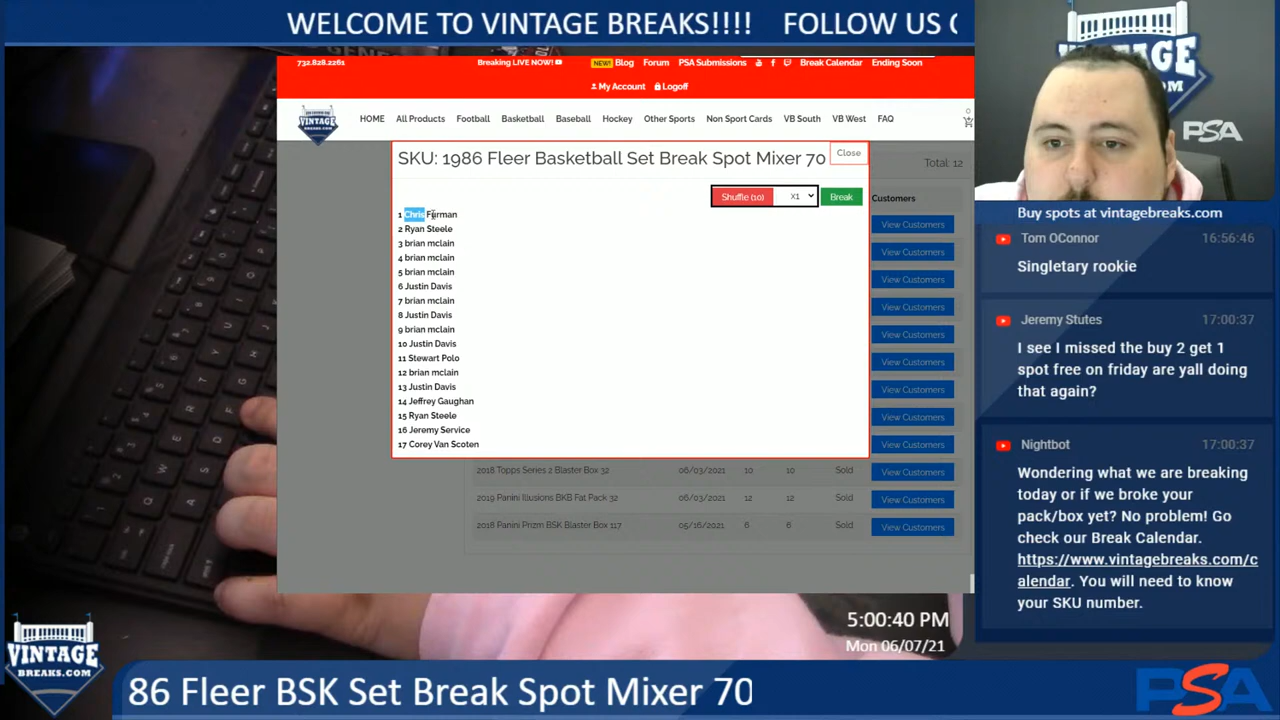 WELCOME TO VINTAGE BREAKS!!!! FOLLOW US
732.828.2261 Breaking LIVE NOW! NEW! Blog Forum PSA Submissions Break Calendar Ending Soon
My Account Logoff
VINTAGE BREAKS.COM HOME All Products Football Basketball Baseball Hockey Other Sports Non Sport Cards VB South VB West FAQ 0
SKU: 1986 Fleer Basketball Set Break Spot Mixer 70 Close
Total: 12
Shuffle (10) X1 Break
Customers
1 Chris Furman
2 Ryan Steele
3 brian mclain
4 brian mclain
5 brian mclain
6 Justin Davis
7 brian mclain
8 Justin Davis
9 brian mclain
10 Justin Davis
11 Stewart Polo
12 brian mclain
13 Justin Davis
14 Jeffrey Gaughan
15 Ryan Steele
16 Jeremy Service
17 Corey Van Scoten
View Customers
View Customers
View Customers
View Customers
View Customers
View Customers
View Customers
View Customers
View Customers
2018 Topps Series 2 Blaster Box 32 06/03/2021 10 10 Sold View Customers
2019 Panini Illusions BKB Fat Pack 32 06/03/2021 12 12 Sold View Customers
2018 Panini Prizm BSK Blaster Box 117 05/16/2021 6 6 Sold View Customers
VINTAGE
PSA
Buy spots at vintagebreaks.com
Tom OConnor 16:56:46
Singletary rookie
Jeremy Stutes 17:00:37
I see I missed the buy 2 get 1
spot free on friday are yall doing
that again?
Nightbot 17:00:37
Wondering what we are breaking
today or if we broke your
pack/box yet? No problem! Go
check our Break Calendar.
https://www.vintagebreaks.com/c
alendar. You will need to know
your SKU number.
5:00:40 PM
Mon 06/07/21
VINTAGE
BREAKS.COM
86 Fleer BSK Set Break Spot Mixer 70
PSA